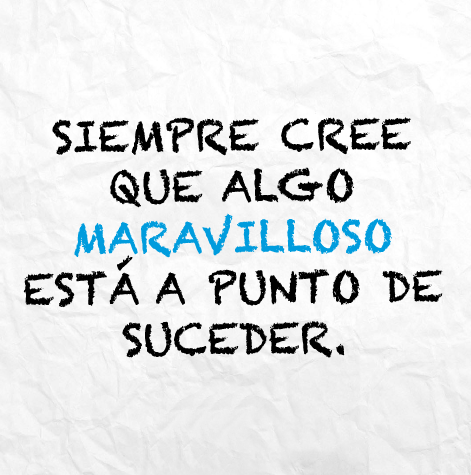 SIEMPRE CREE
QUE ALGO
MARAVILLOSO
ESTÁ A PUNTO DE
SUCEDER.